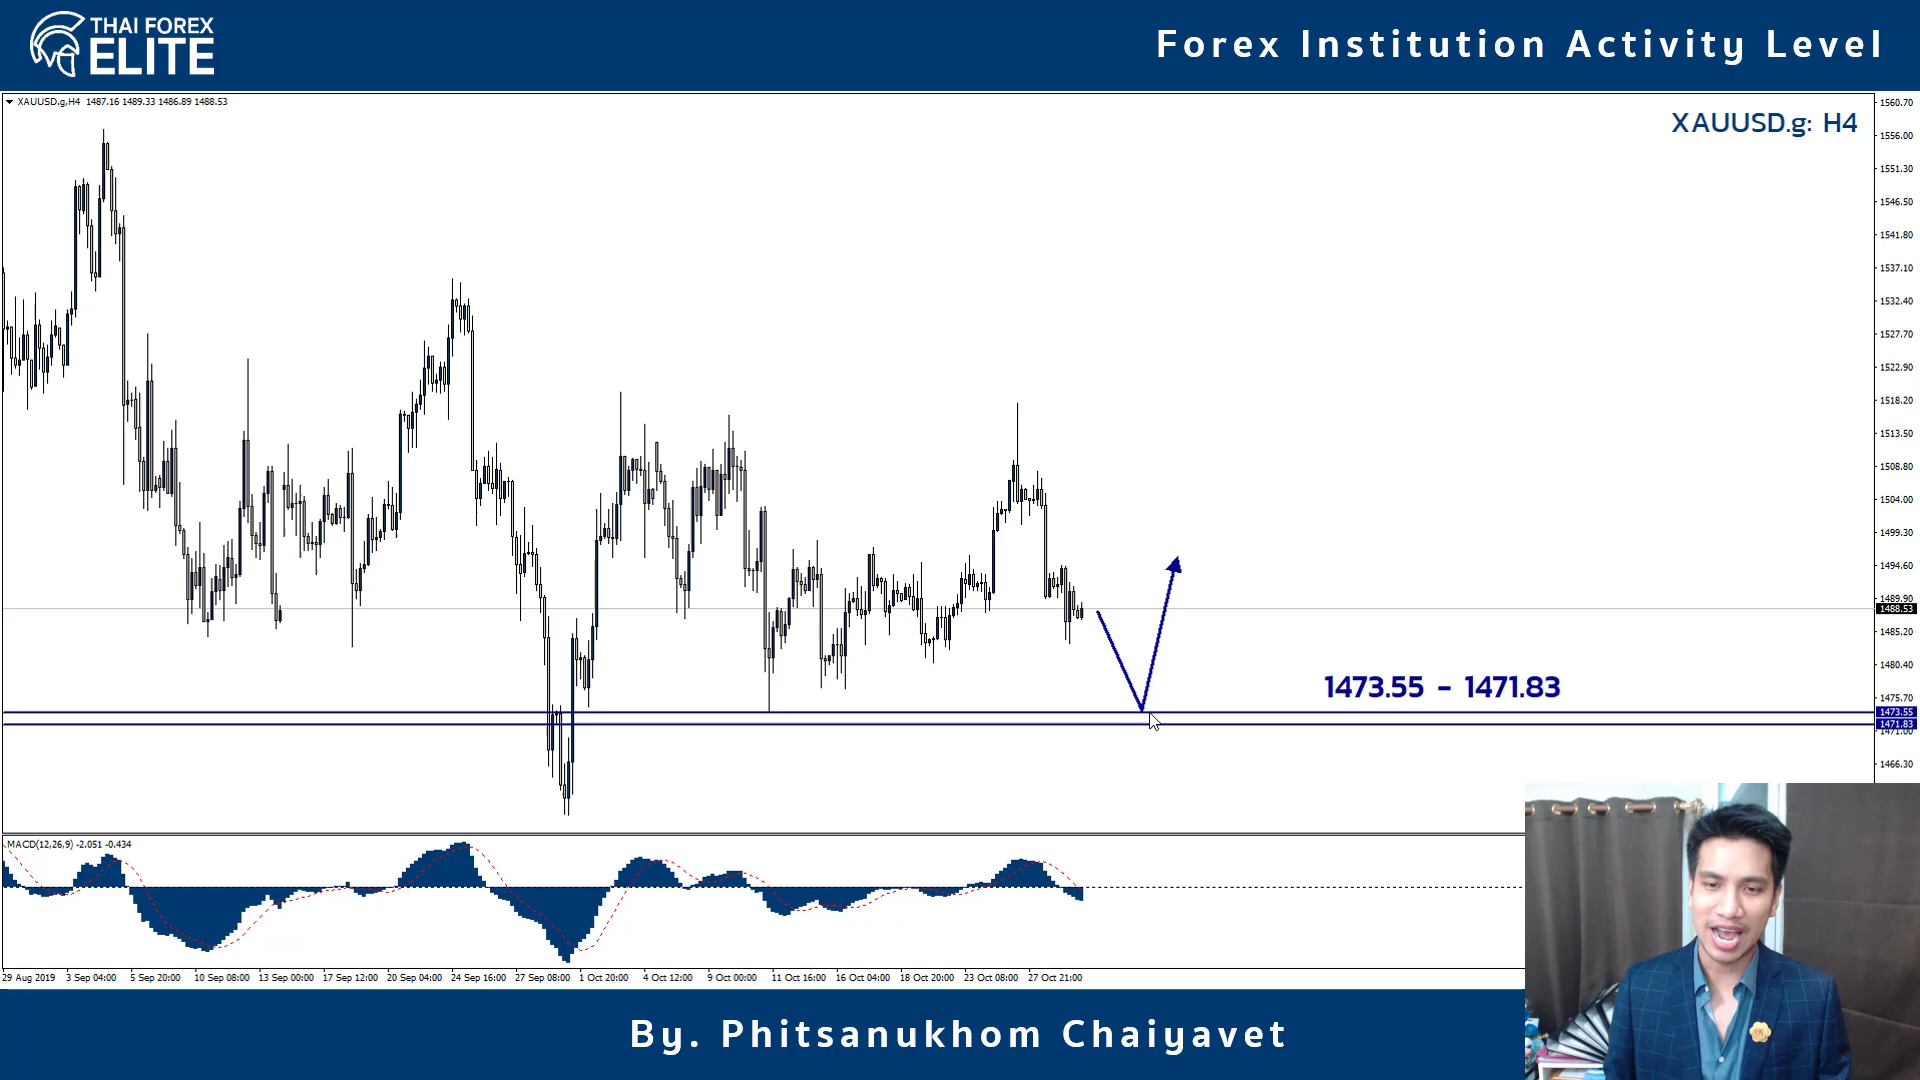 THAI FOREX
ELITE
Forex Institution Activity Level
XAUUSD.g,H4 1487.16 1489.33 1486.89 1488.53
XAUUSD.g: H4
1560.70
1556.00
1551.30
1546.50
1541.80
1537.10
1532.40
1527.70
1522.90
1518.20
1513.50
1508.80
1504.00
1499.30
1494.60
1489.90
1488.53
1485.20
1480.40
1473.55 - 1471.83
1475.70
1473.55
1471.83
1471.00
1466.30
MACD(12,26,9) -2.051 -0.434
29 Aug 2019 3 Sep 04:00 5 Sep 20:00 10 Sep 08:00 13 Sep 00:00 17 Sep 12:00 20 Sep 04:00 24 Sep 16:00 27 Sep 08:00 1 Oct 20:00 4 Oct 12:00 9 Oct 00:00 11 Oct 16:00 16 Oct 04:00 18 Oct 20:00 23 Oct 08:00 27 Oct 21:00
By. Phitsanukhom Chaiyavet